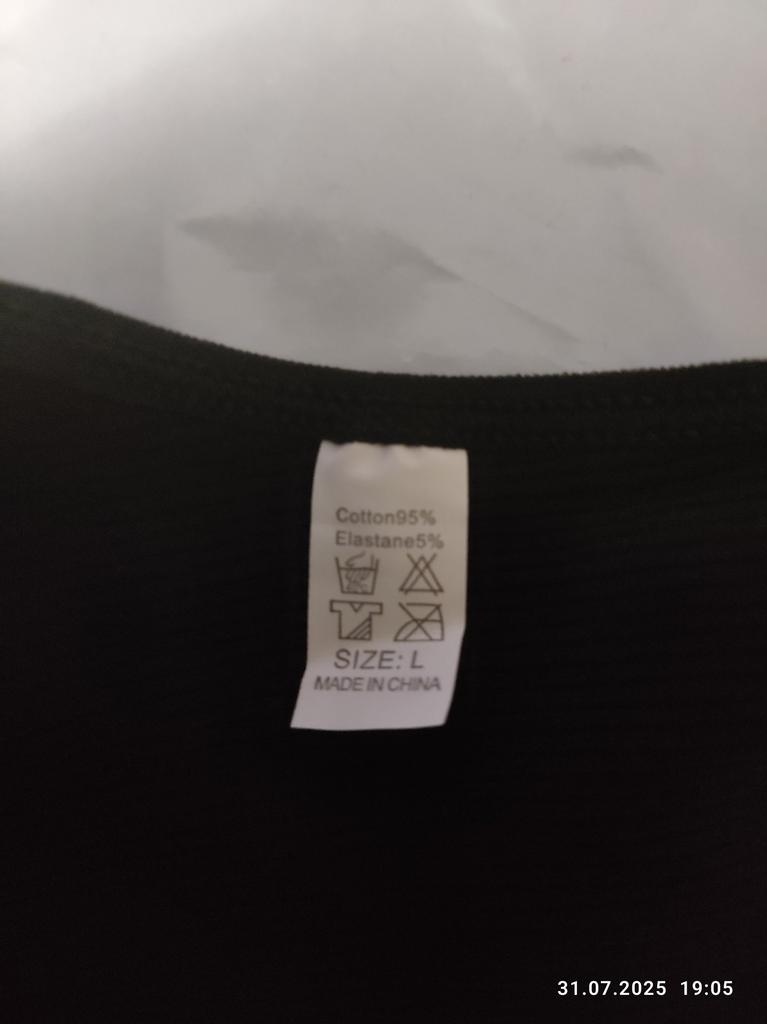 Cotton95%
Elastane5%
SIZE: L
MADE IN CHINA
31.07.2025 19:05